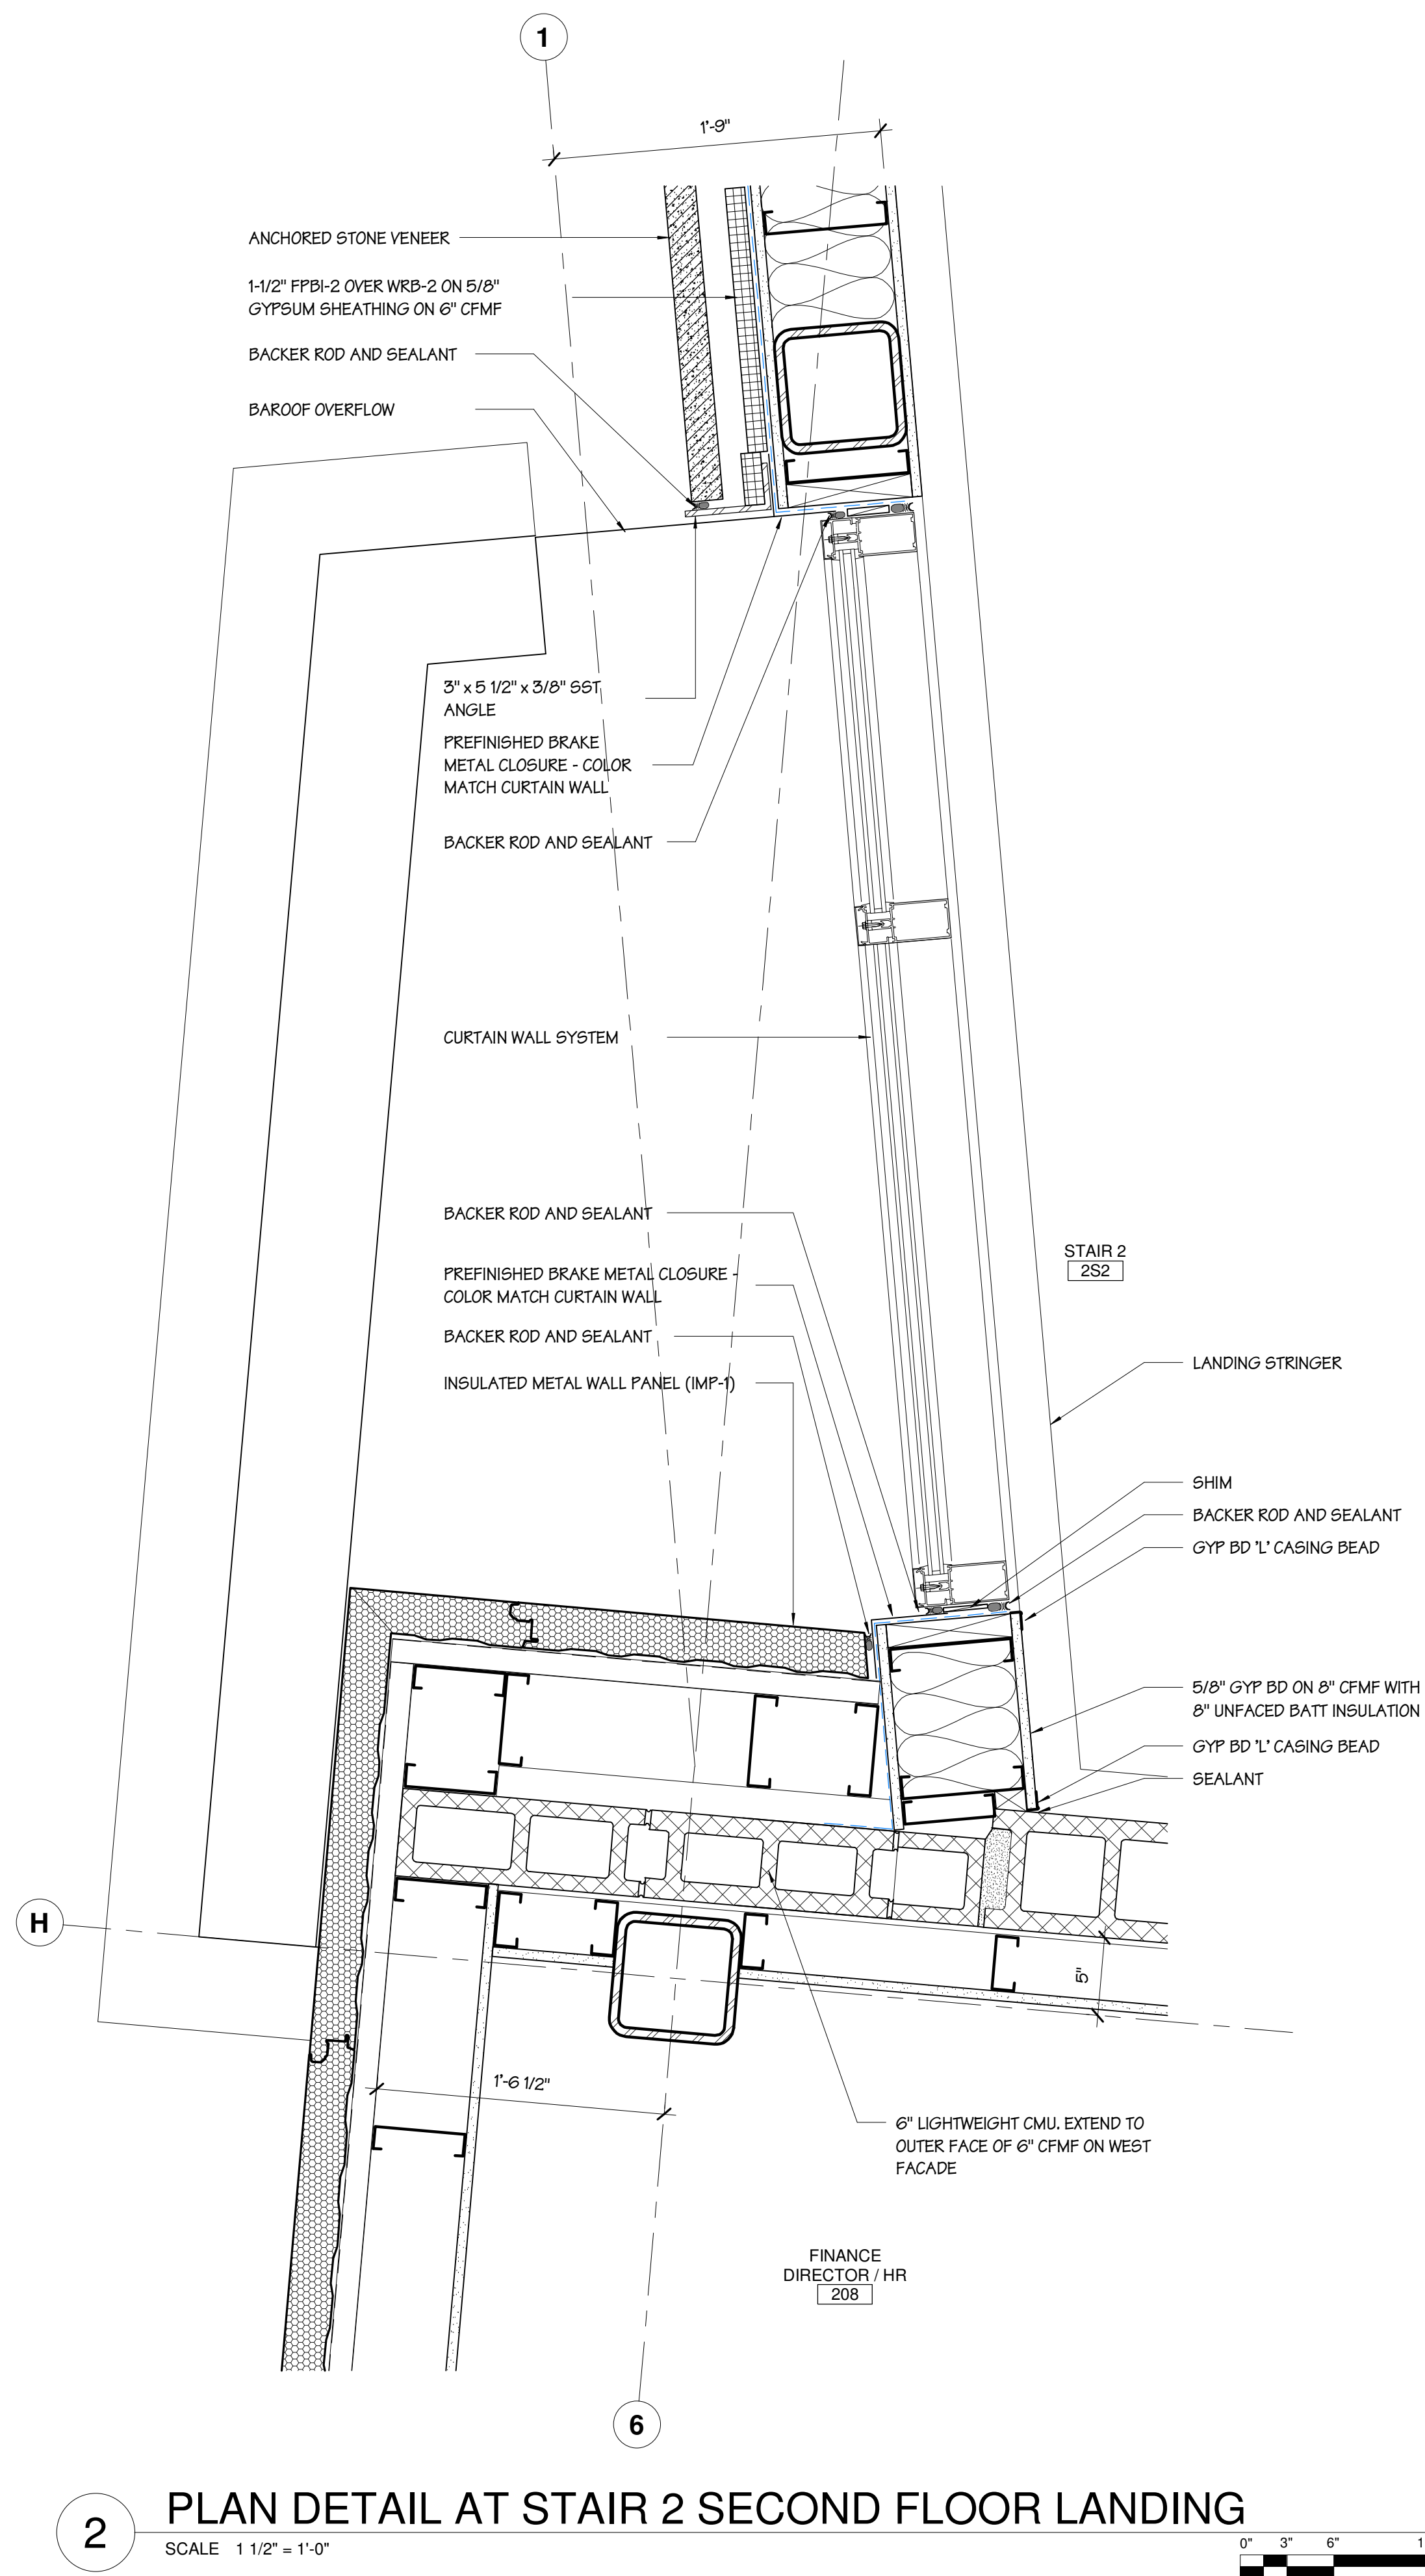 1
1'-9"
ANCHORED STONE VENEER
1-1/2" FPBI-2 OVER WRB-2 ON 5/8"
GYPSUM SHEATHING ON 6" CFMF
BACKER ROD AND SEALANT
BAROOF OVERFLOW
3" x 5 1/2" x 3/8" SST
ANGLE
PREFINISHED BRAKE
METAL CLOSURE - COLOR
MATCH CURTAIN WALL
BACKER ROD AND SEALANT
CURTAIN WALL SYSTEM
BACKER ROD AND SEALANT
PREFINISHED BRAKE METAL CLOSURE -
COLOR MATCH CURTAIN WALL
BACKER ROD AND SEALANT
INSULATED METAL WALL PANEL (IMP-1)
STAIR 2
2S2
LANDING STRINGER
SHIM
BACKER ROD AND SEALANT
GYP BD 'L' CASING BEAD
5/8" GYP BD ON 8" CFMF WITH
8" UNFACED BATT INSULATION
GYP BD 'L' CASING BEAD
SEALANT
H
5"
1'-6 1/2"
6" LIGHTWEIGHT CMU. EXTEND TO
OUTER FACE OF 6" CFMF ON WEST
FACADE
FINANCE
DIRECTOR / HR
208
6
2
PLAN DETAIL AT STAIR 2 SECOND FLOOR LANDING
SCALE 1 1/2" = 1'-0"
0" 3" 6" 1